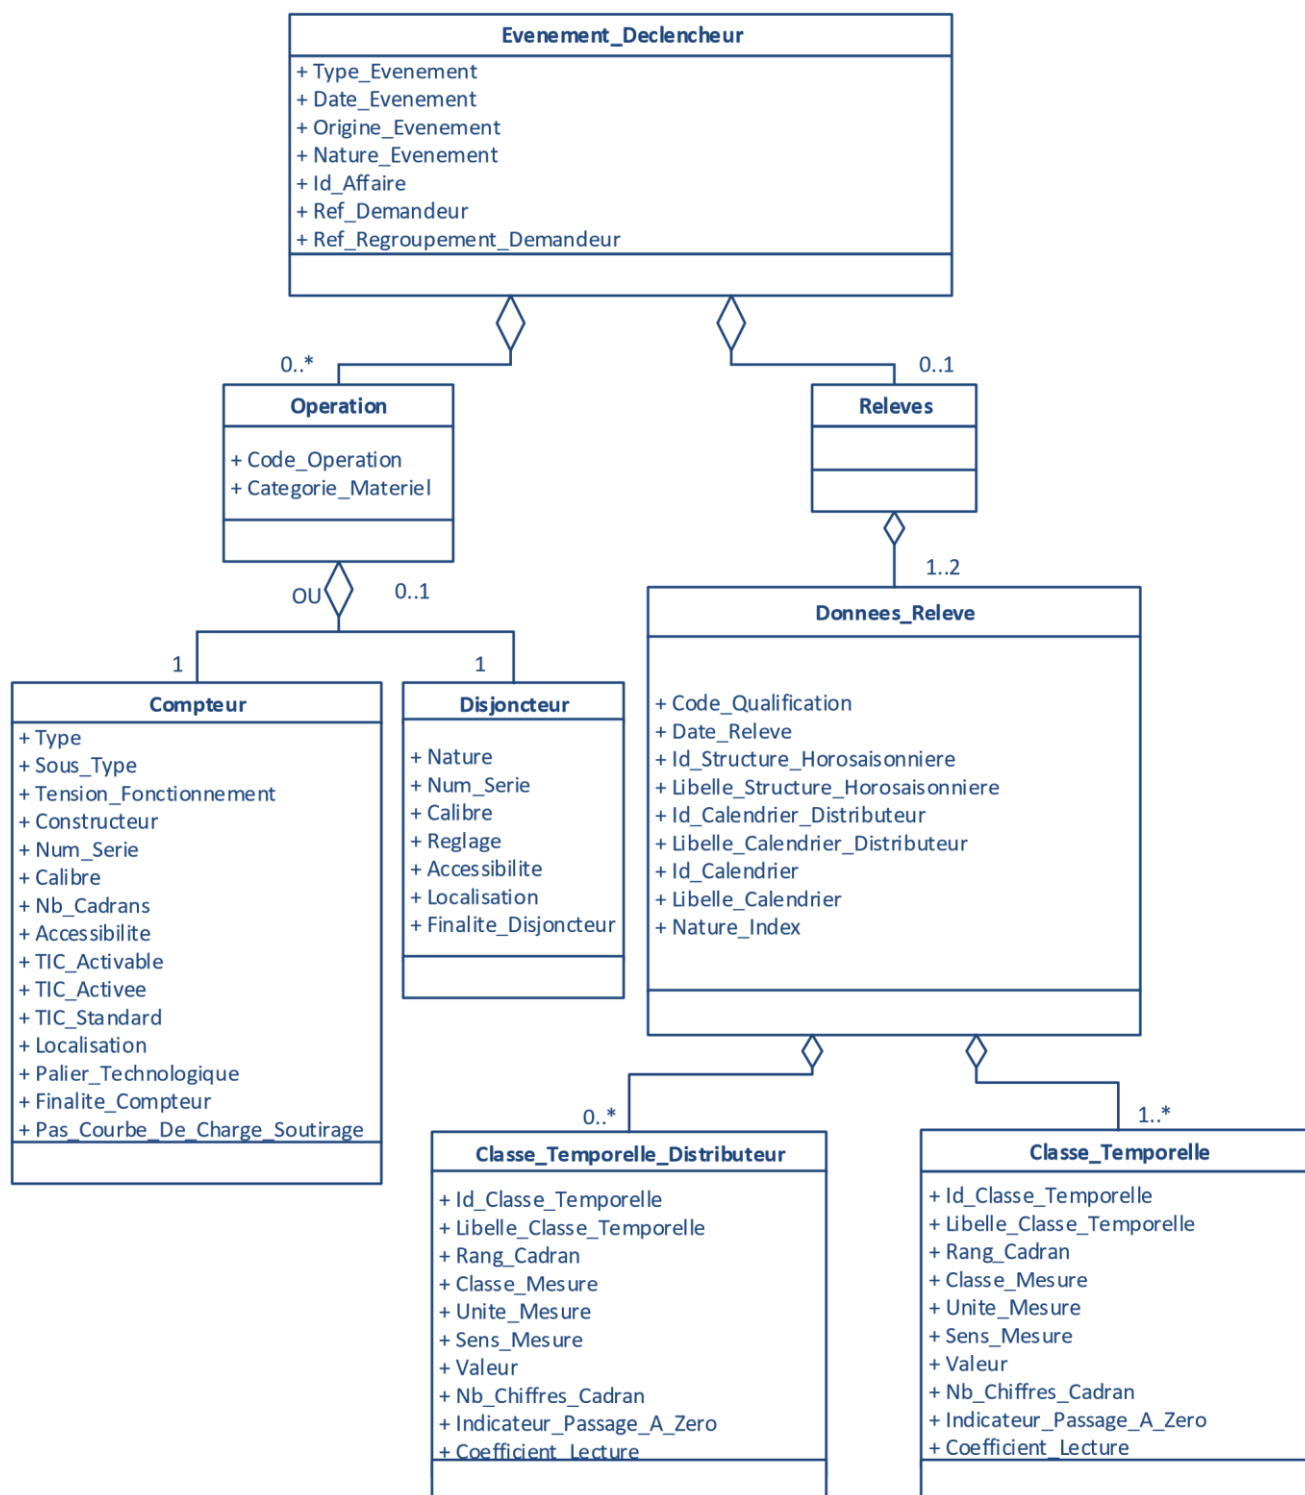 Evenement_Declencheur
+ Type_Evenement
+ Date_Evenement
+ Origine_Evenement
+ Nature_Evenement
+ Id_Affaire
+ Ref_Demandeur
+ Ref_Regroupement_Demandeur
0..*
0..1
Operation
+ Code_Operation
+ Categorie_Materiel
Releves
OU
0..1
1..2
1
1
Compteur
+ Type
+ Sous_Type
+ Tension_Fonctionnement
+ Constructeur
+ Num_Serie
+ Calibre
+ Nb_Cadrans
+ Accessibilite
+ TIC_Activable
+ TIC_Activee
+ TIC_Standard
+ Localisation
+ Palier_Technologique
+ Finalite_Compteur
+ Pas_Courbe_De_Charge_Soutirage
Disjoncteur
+ Nature
+ Num_Serie
+ Calibre
+ Reglage
+ Accessibilite
+ Localisation
+ Finalite_Disjoncteur
Donnees_Releve
+ Code_Qualification
+ Date_Releve
+ Id_Structure_Horosaisonniere
+ Libelle_Structure_Horosaisonniere
+ Id_Calendrier_Distributeur
+ Libelle_Calendrier_Distributeur
+ Id_Calendrier
+ Libelle_Calendrier
+ Nature_Index
0..*
1..*
Classe_Temporelle_Distributeur
+ Id_Classe_Temporelle
+ Libelle_Classe_Temporelle
+ Rang_Cadran
+ Classe_Mesure
+ Unite_Mesure
+ Sens_Mesure
+ Valeur
+ Nb_Chiffres_Cadran
+ Indicateur_Passage_A_Zero
+ Coefficient_Lecture
Classe_Temporelle
+ Id_Classe_Temporelle
+ Libelle_Classe_Temporelle
+ Rang_Cadran
+ Classe_Mesure
+ Unite_Mesure
+ Sens_Mesure
+ Valeur
+ Nb_Chiffres_Cadran
+ Indicateur_Passage_A_Zero
+ Coefficient_Lecture